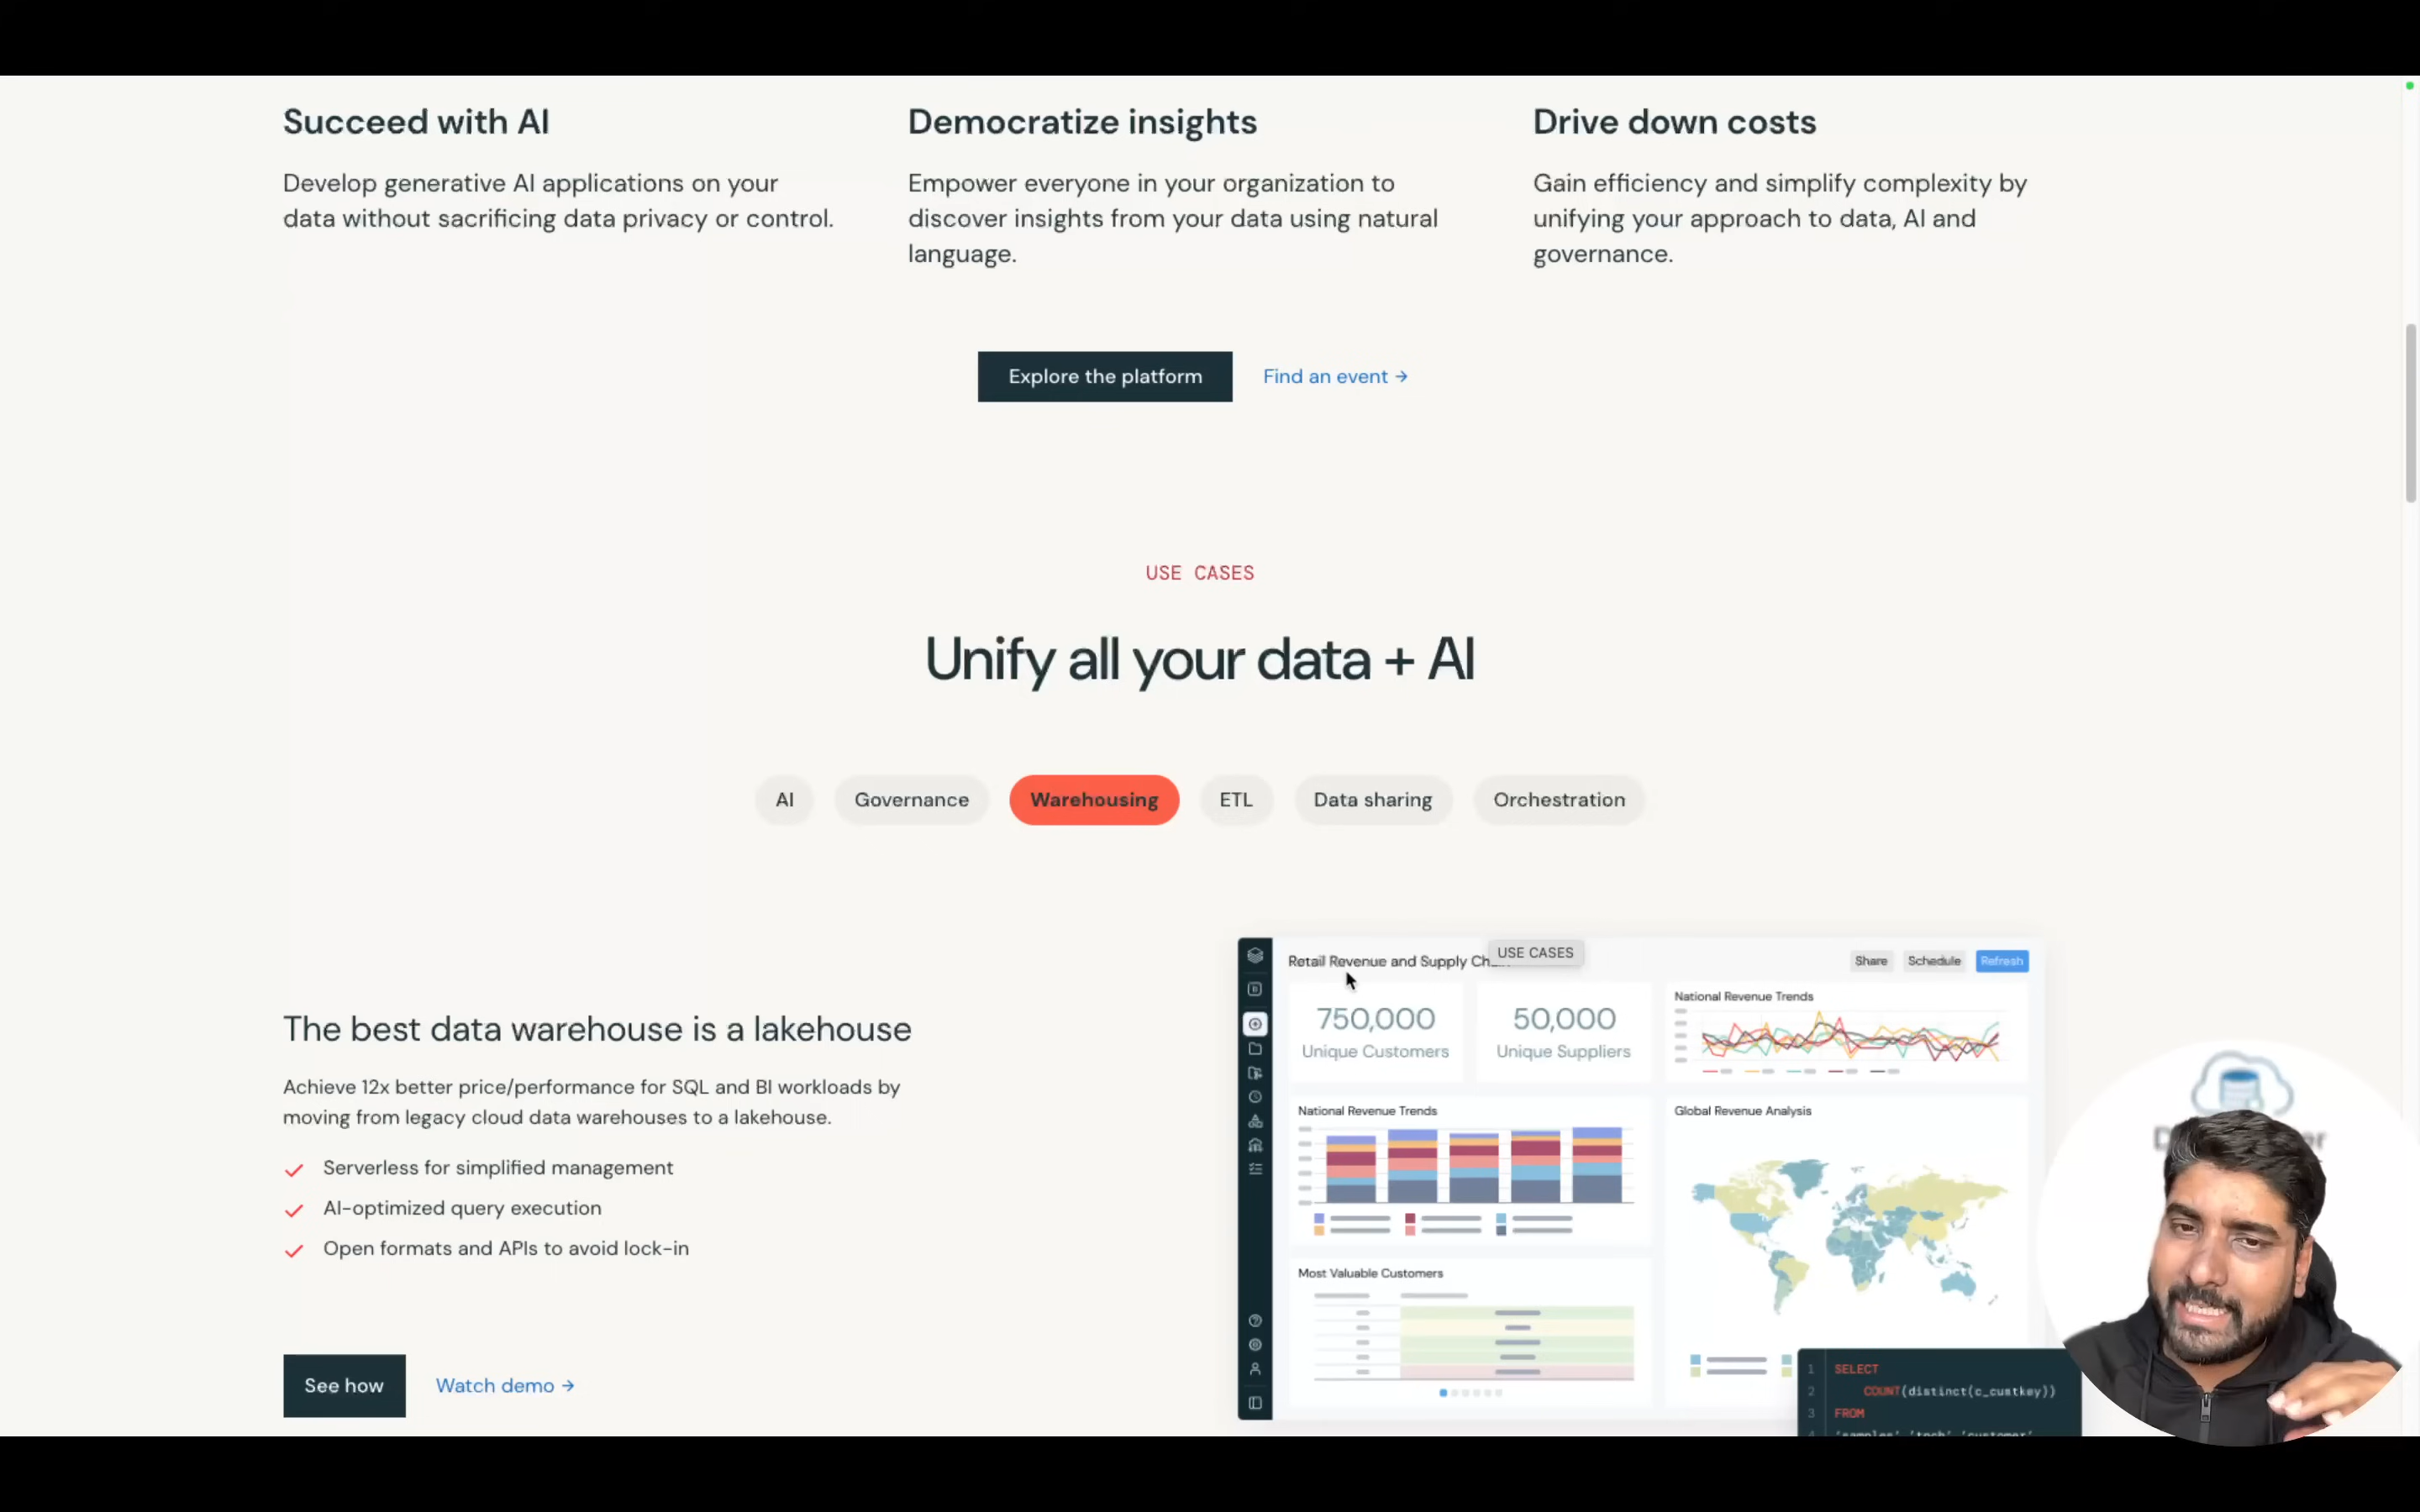 Succeed with AI
Develop generative AI applications on your
data without sacrificing data privacy or control.
Democratize insights
Empower everyone in your organization to
discover insights from your data using natural
language.
Drive down costs
Gain efficiency and simplify complexity by
unifying your approach to data, AI and
governance.
Explore the platform
Find an event →
USE CASES
Unify all your data + AI
AI
Governance
Warehousing
ETL
Data sharing
Orchestration
The best data warehouse is a lakehouse
Achieve 12x better price/performance for SQL and BI workloads by
moving from legacy cloud data warehouses to a lakehouse.
Serverless for simplified management
AI-optimized query execution
Open formats and APIs to avoid lock-in
See how
Watch demo →
Retail Revenue and Supply
USE CASES
Share
Schedule
Refresh
750,000
Unique Customers
50,000
Unique Suppliers
National Revenue Trends
National Revenue Trends
Global Revenue Analysis
Most Valuable Customers
1 SELECT
2 COUNT(distinct(c_custkey))
3 FROM